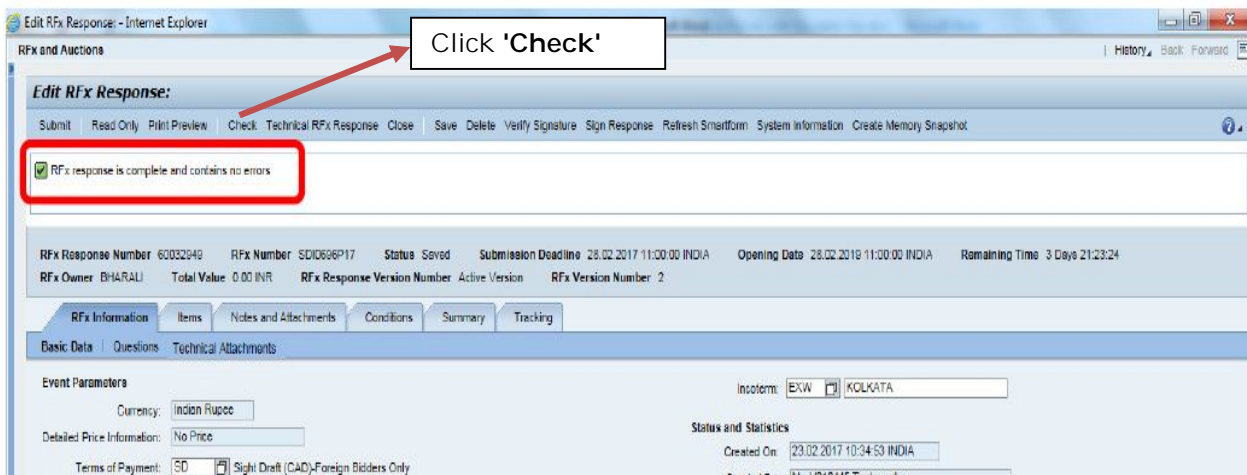 Edit RFx Response: - Internet Explorer
RFx and Auctions
Click 'Check'
History Back Forward
Edit RFx Response:
Submit Read Only Print Preview Check Technical RFx Response Close Save Delete Verify Signature Sign Response Refresh Smartform System Information Create Memory Snapshot
RFx response is complete and contains no errors
RFx Response Number 60032949 RFx Number SDID696P17 Status Saved Submission Deadline 28.02.2017 11:00:00 INDIA Opening Date 28.02.2019 11:00:00 INDIA Remaining Time 3 Days 21:23:24
RFx Owner BHARALI Total Value 0.00 INR RFx Response Version Number Active Version RFx Version Number 2
RFx Information Items Notes and Attachments Conditions Summary Tracking
Basic Data Questions Technical Attachments
Event Parameters
Incoterm: EXW KOLKATA
Currency: Indian Rupee
Status and Statistics
Detailed Price Information: No Price
Created On: 23.02.2017 10:34:53 INDIA
Terms of Payment: SD Sight Draft (CAD)-Foreign Bidders Only